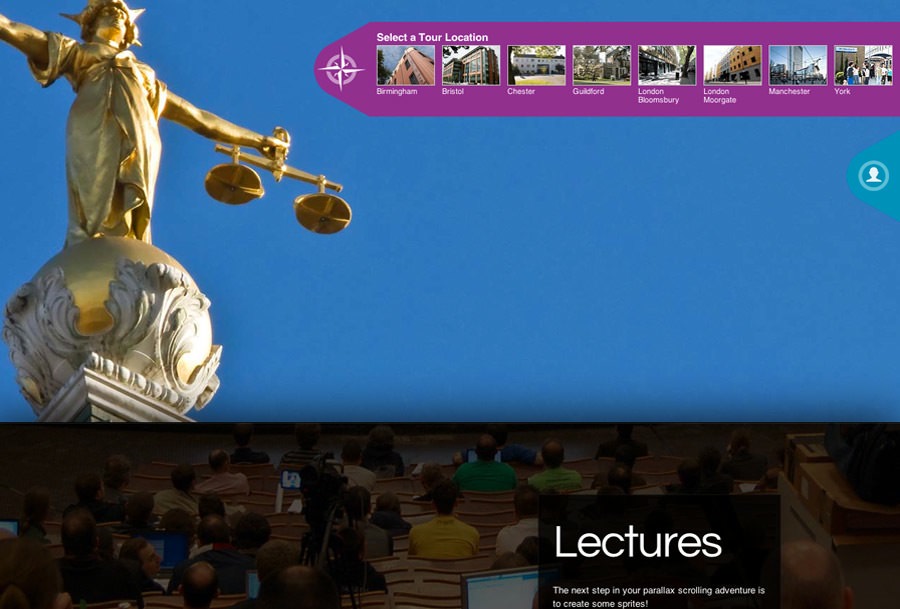 Select a Tour Location
Birmingham
Bristol
Chester
Guildford
London
Bloomsbury
London
Moorgate
Manchester
York
Lectures
The next step in your parallax scrolling adventure is
to create some sprites!